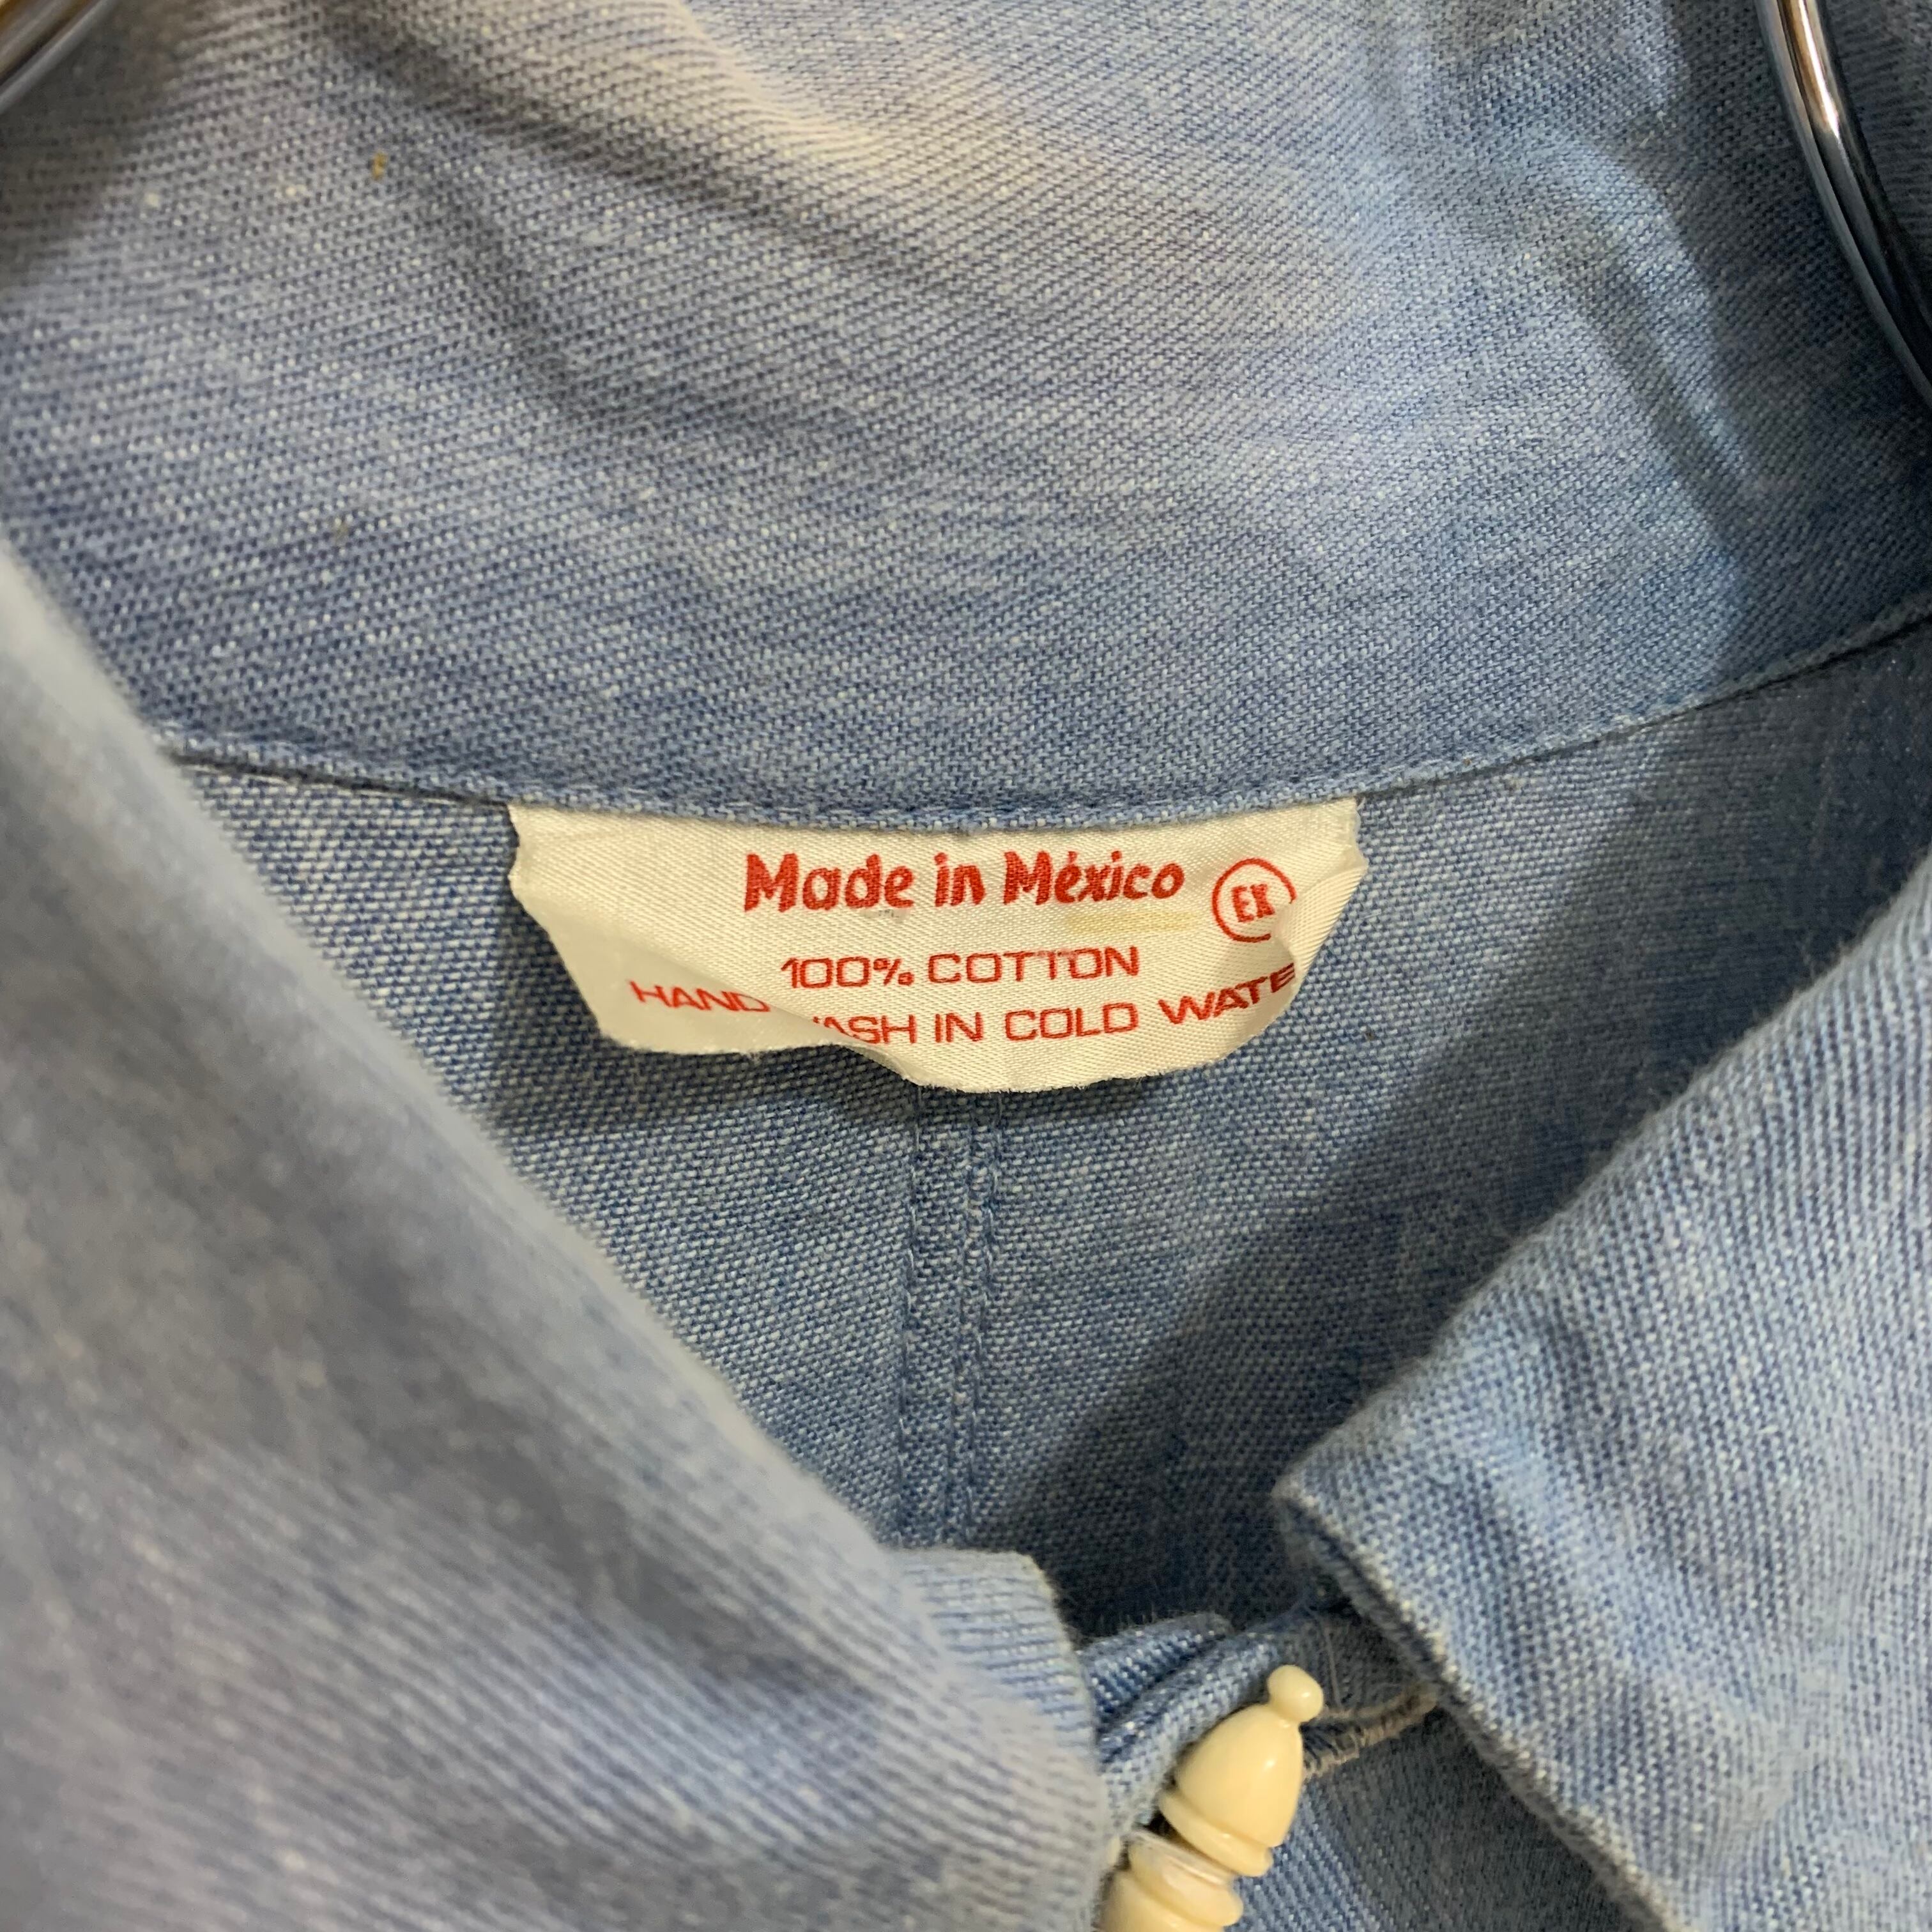 Made in México EX
100% COTTON
HAND WASH IN COLD WATE